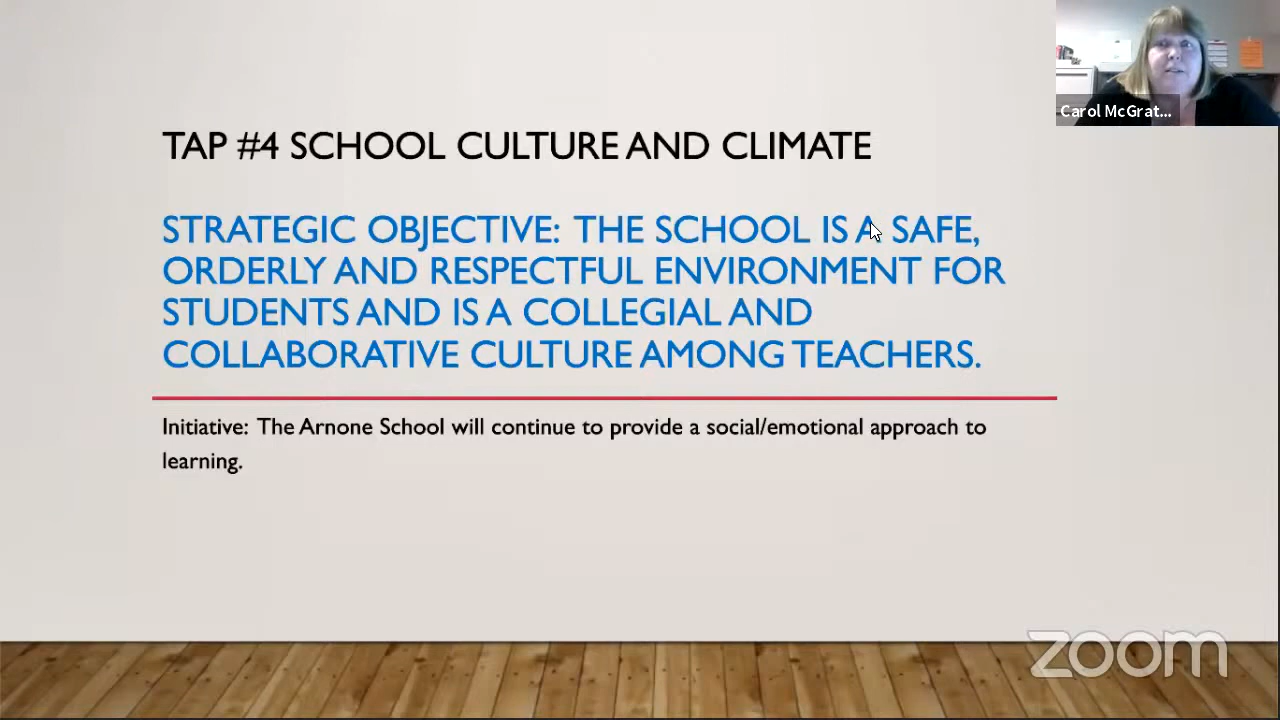 Carol McGrat...
TAP #4 SCHOOL CULTURE AND CLIMATE
STRATEGIC OBJECTIVE: THE SCHOOL IS A SAFE,
ORDERLY AND RESPECTFUL ENVIRONMENT FOR
STUDENTS AND IS A COLLEGIAL AND
COLLABORATIVE CULTURE AMONG TEACHERS.
Initiative: The Arnone School will continue to provide a social/emotional approach to
learning.
zoom